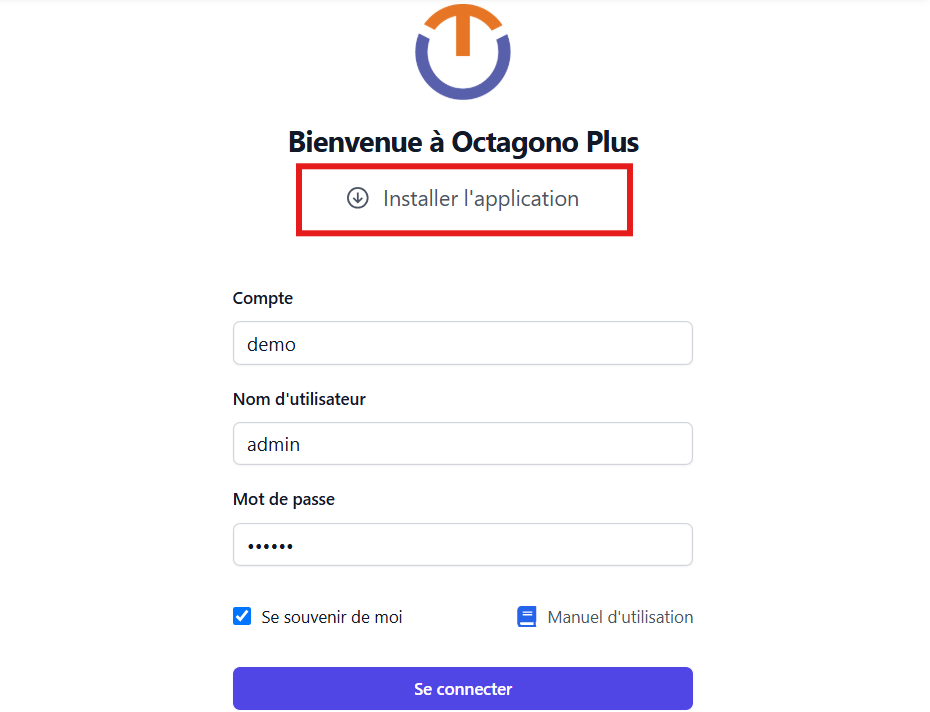 Bienvenue à Octagono Plus
Installer l'application
Compte
demo
Nom d'utilisateur
admin
Mot de passe
••••••
Se souvenir de moi
Manuel d'utilisation
Se connecter